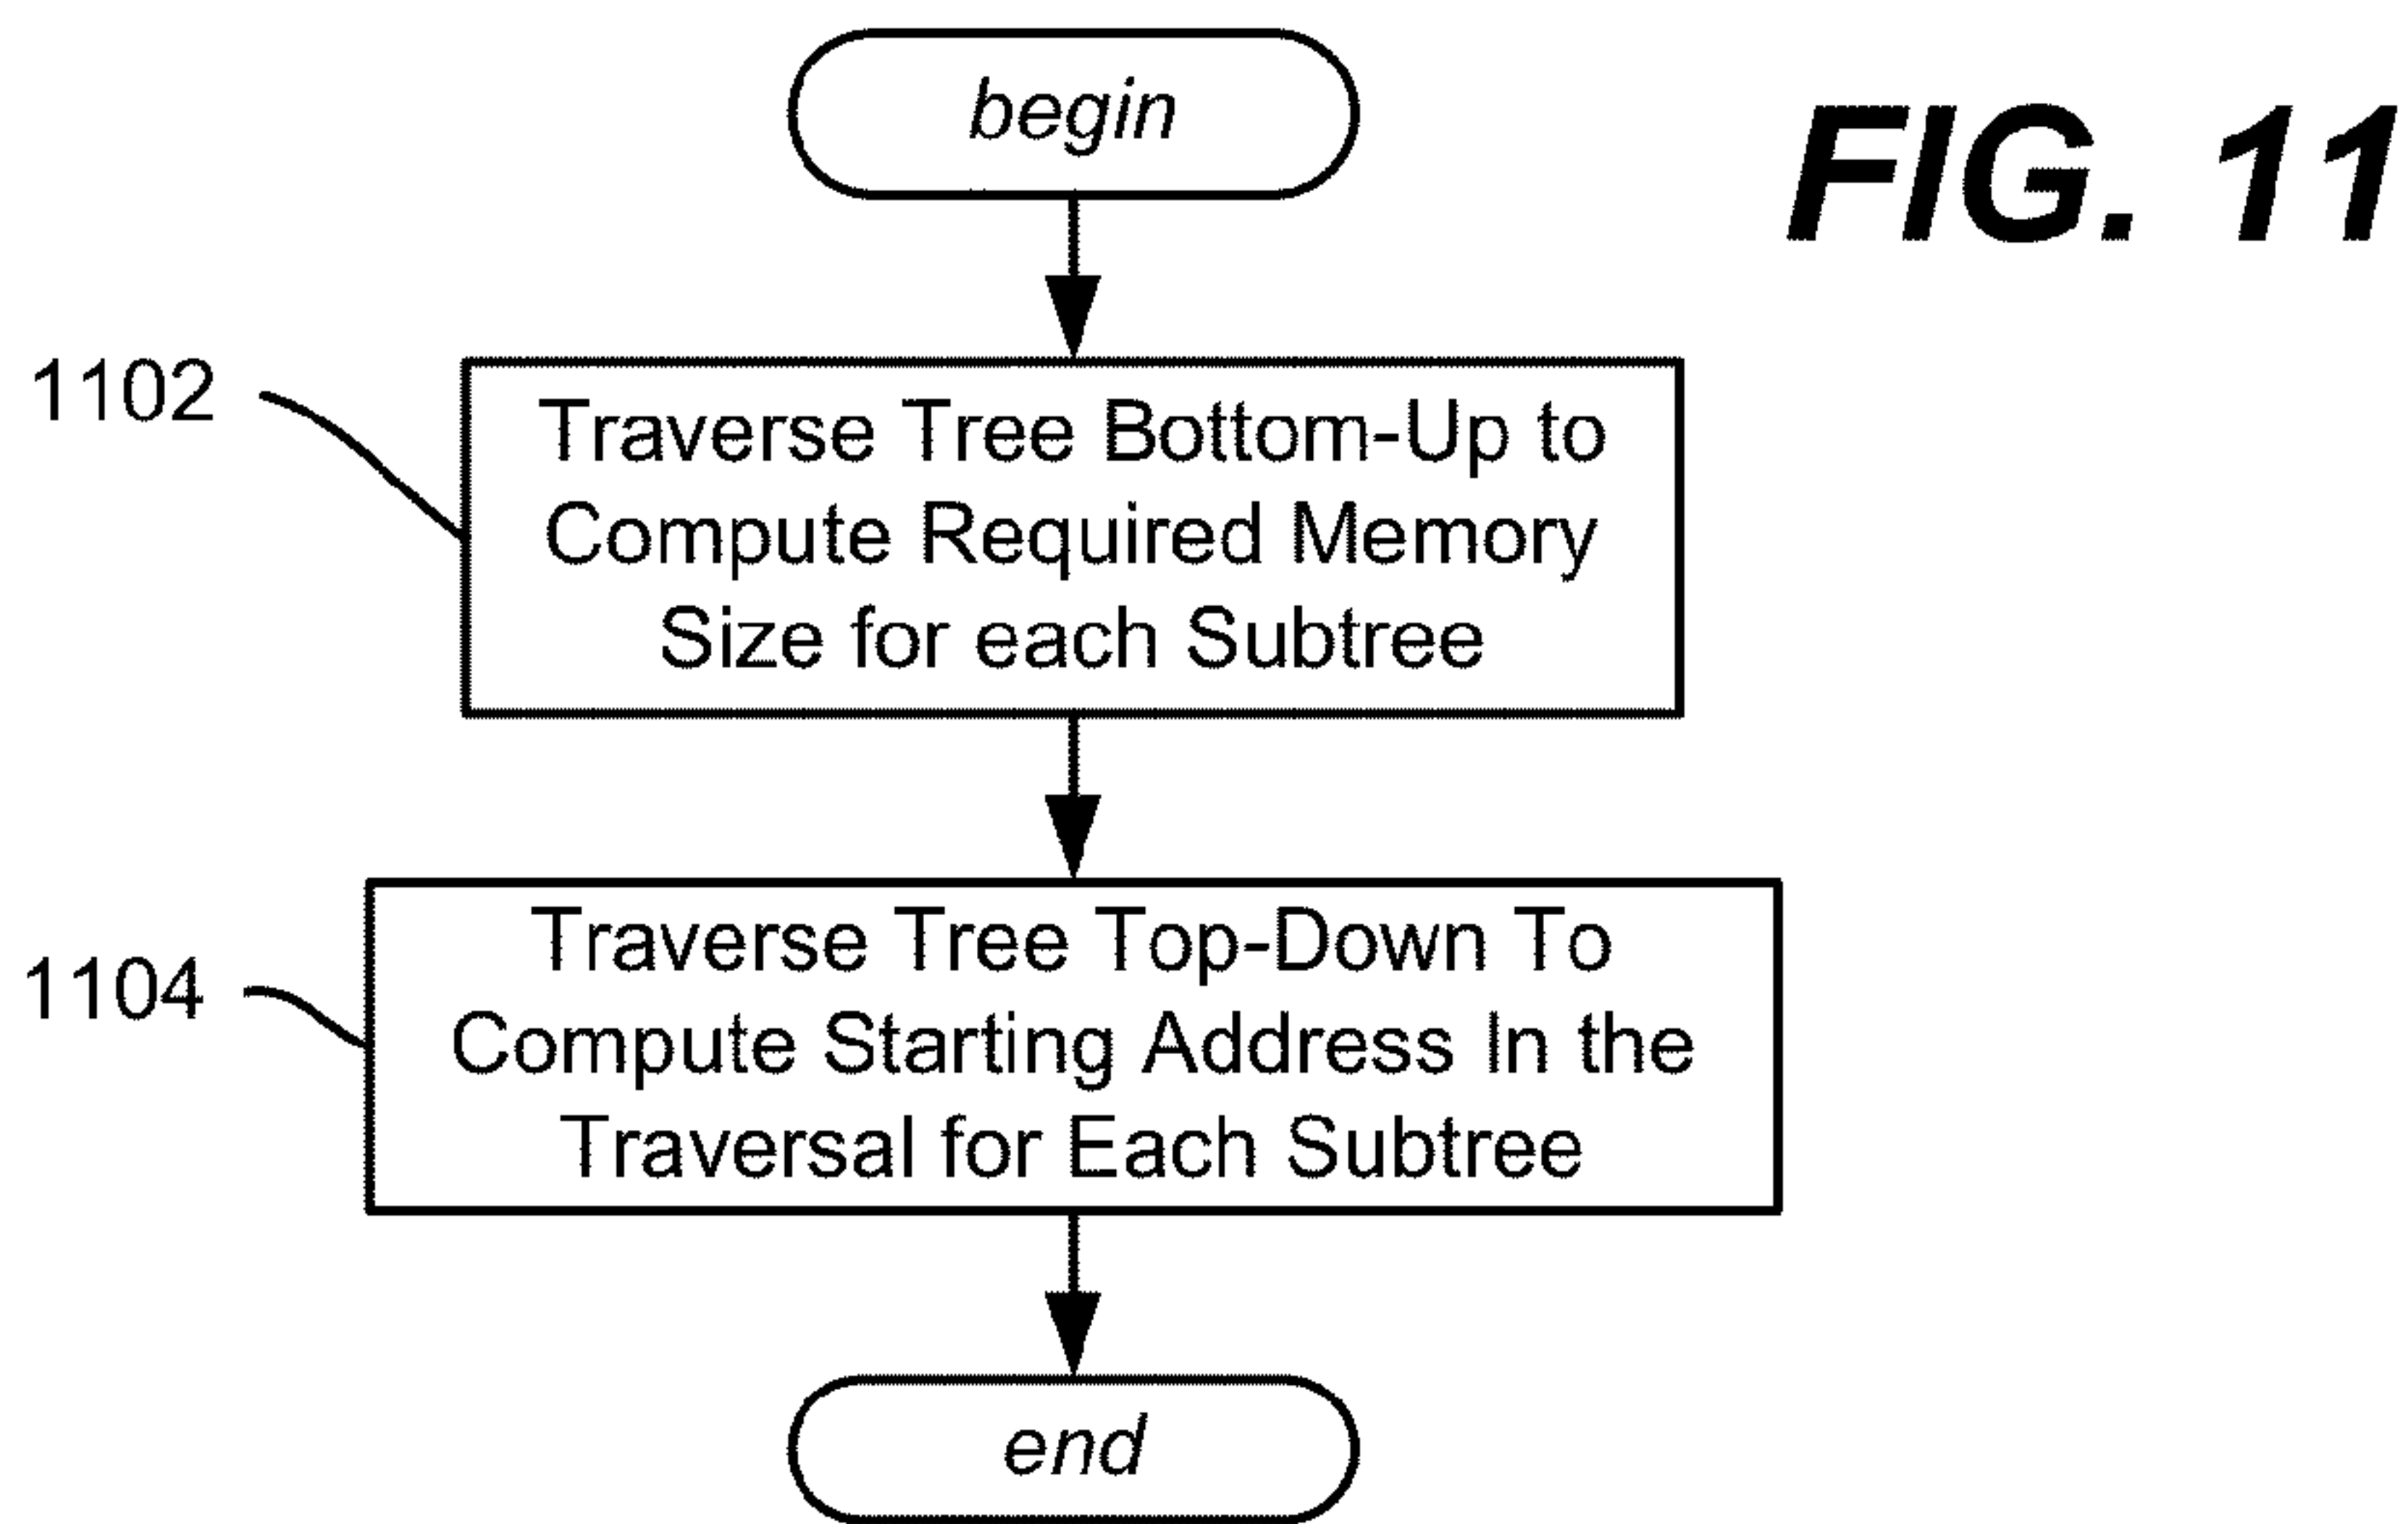 begin
FIG. 11
1102
Traverse Tree Bottom-Up to
Compute Required Memory
Size for each Subtree
1104
Traverse Tree Top-Down To
Compute Starting Address In the
Traversal for Each Subtree
end